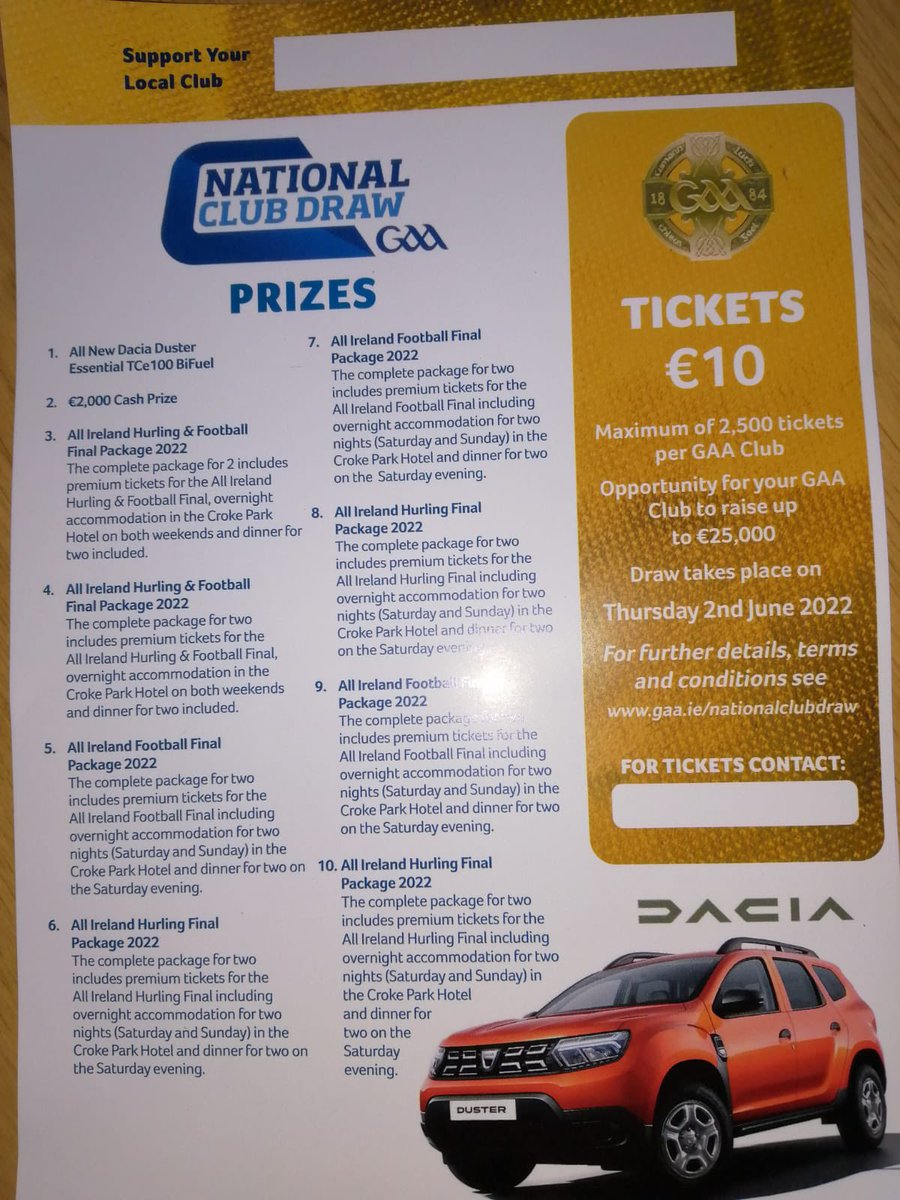 Support Your
Local Club
NATIONAL
CLUB DRAW
GAA
PRIZES
1. All New Dacia Duster
Essential TCe100 BiFuel
2. €2,000 Cash Prize
3. All Ireland Hurling & Football
Final Package 2022
The complete package for 2 includes
premium tickets for the All Ireland
Hurling & Football Final, overnight
accommodation in the Croke Park
Hotel on both weekends and dinner for
two included.
4. All Ireland Hurling & Football
Final Package 2022
The complete package for two
includes premium tickets for the
All Ireland Hurling & Football Final,
overnight accommodation in the
Croke Park Hotel on both weekends
and dinner for two included.
5. All Ireland Football Final
Package 2022
The complete package for two
includes premium tickets for the
All Ireland Football Final including
overnight accommodation for two
nights (Saturday and Sunday) in the
Croke Park Hotel and dinner for two on
the Saturday evening.
6. All Ireland Hurling Final
Package 2022
The complete package for two
includes premium tickets for the
All Ireland Hurling Final including
overnight accommodation for two
nights (Saturday and Sunday) in the
Croke Park Hotel and dinner for two on
the Saturday evening.
7. All Ireland Football Final
Package 2022
The complete package for two
includes premium tickets for the
All Ireland Football Final including
overnight accommodation for two
nights (Saturday and Sunday) in the
Croke Park Hotel and dinner for two
on the Saturday evening.
8. All Ireland Hurling Final
Package 2022
The complete package for two
includes premium tickets for the
All Ireland Hurling Final including
overnight accommodation for two
nights (Saturday and Sunday) in the
Croke Park Hotel and dinner for two
on the Saturday evening
9. All Ireland Football
Package 2022
The complete package
includes premium tickets for the
All Ireland Football Final including
overnight accommodation for two
nights (Saturday and Sunday) in the
Croke Park Hotel and dinner for two
on the Saturday evening.
10. All Ireland Hurling Final
Package 2022
The complete package for two
includes premium tickets for the
All Ireland Hurling Final including
overnight accommodation for two
nights (Saturday and Sunday) in
the Croke Park Hotel
and dinner for
two on the
Saturday
evening.
18 GAA 84
TICKETS
€10
Maximum of 2,500 tickets
per GAA Club
Opportunity for your GAA
Club to raise up
to €25,000
Draw takes place on
Thursday 2nd June 2022
For further details, terms
and conditions see
www.gaa.ie/nationalclubdraw
FOR TICKETS CONTACT:
DACIA
DUSTER